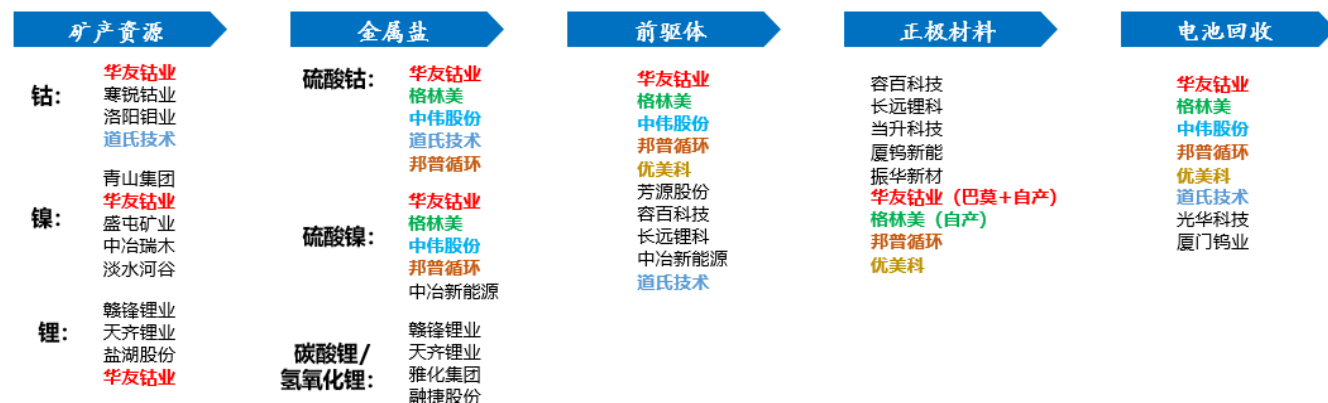 矿产资源
钴：
华友钴业
寒锐钴业
洛阳钼业
道氏技术
镍：
青山集团
华友钴业
盛屯矿业
中冶瑞木
淡水河谷
锂：
赣锋锂业
天齐锂业
盐湖股份
华友钴业
金属盐
硫酸钴：
华友钴业
格林美
中伟股份
道氏技术
邦普循环
硫酸镍：
华友钴业
格林美
中伟股份
邦普循环
中冶新能源
碳酸锂/
氢氧化锂：
赣锋锂业
天齐锂业
雅化集团
融捷股份
前驱体
华友钴业
格林美
中伟股份
邦普循环
优美科
芳源股份
容百科技
长远锂科
中冶新能源
道氏技术
正极材料
容百科技
长远锂科
当升科技
厦钨新能
振华新材
华友钴业（巴莫+自产）
格林美（自产）
邦普循环
优美科
电池回收
华友钴业
格林美
中伟股份
邦普循环
优美科
道氏技术
光华科技
厦门钨业